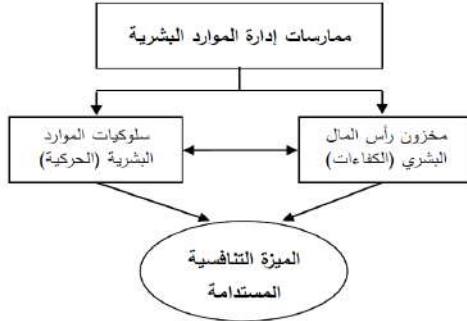 ممارسات إدارة الموارد البشرية
مخزون رأس المال
البشري (الكفاءات)
سلوكيات الموارد
البشرية (الحركية)
الميزة التنافسية
المستدامة